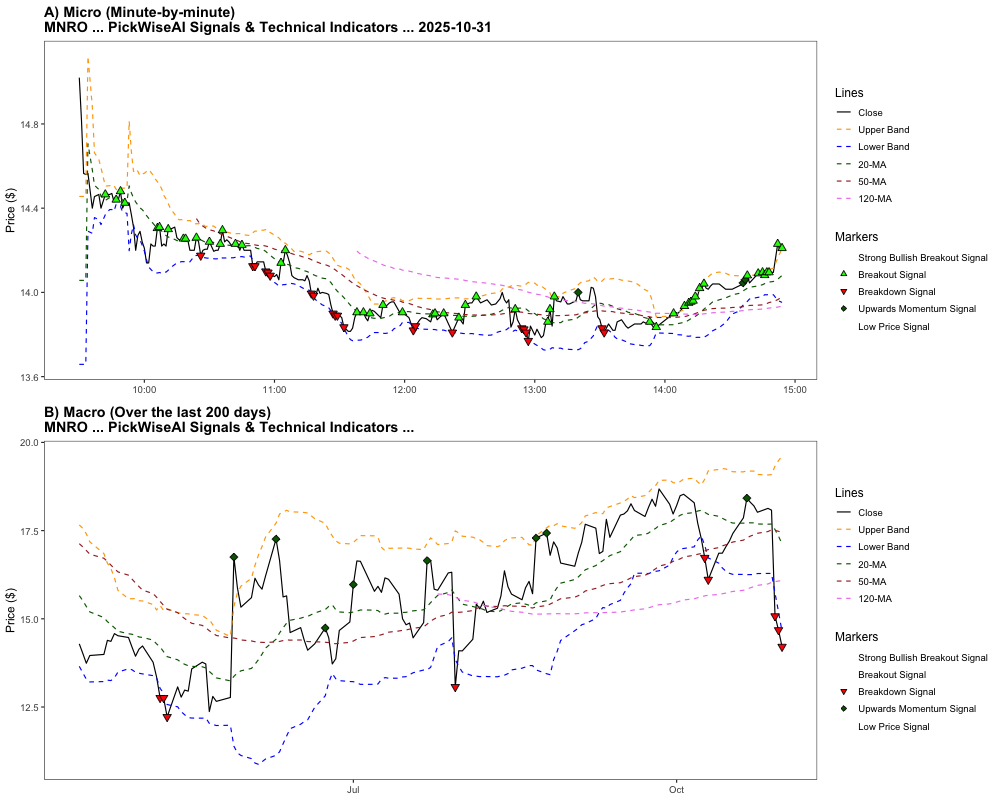 A) Micro (Minute-by-minute)
MNRO ... PickWiseAI Signals & Technical Indicators ... 2025-10-31
Price ($)
14.8
14.4
14.0
13.6
10:00
11:00
12:00
13:00
14:00
15:00
Lines
Close
Upper Band
Lower Band
20-MA
50-MA
120-MA
Markers
Strong Bullish Breakout Signal
Breakout Signal
Breakdown Signal
Upwards Momentum Signal
Low Price Signal
B) Macro (Over the last 200 days)
MNRO ... PickWiseAI Signals & Technical Indicators ...
Price ($)
20.0
17.5
15.0
12.5
Jul
Oct
Lines
Close
Upper Band
Lower Band
20-MA
50-MA
120-MA
Markers
Strong Bullish Breakout Signal
Breakout Signal
Breakdown Signal
Upwards Momentum Signal
Low Price Signal